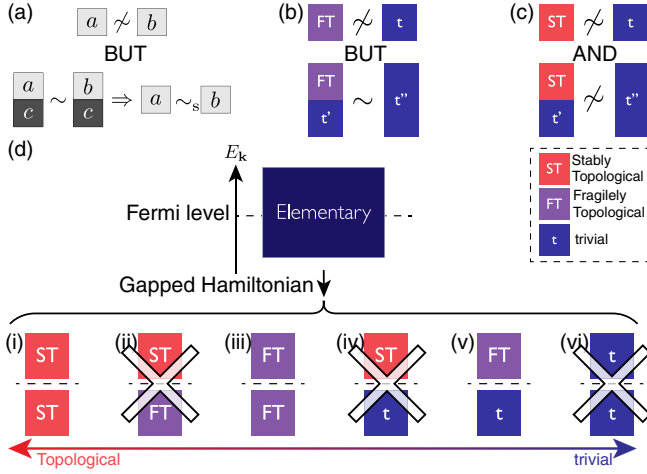 (a)
a ≁ b
BUT
a b
c ~ c ⇒ a ~s b
(b)
FT ≁ t
BUT
FT
t' ~ t''
(c)
ST ≁ t
AND
ST
t' ≁ t''
ST Stably Topological
FT Fragilely Topological
t trivial
(d)
E_k
Fermi level
Elementary
Gapped Hamiltonian
(i) (ii) (iii) (iv) (v) (vi)
ST ST FT ST FT t
ST FT FT t t t
Topological trivial